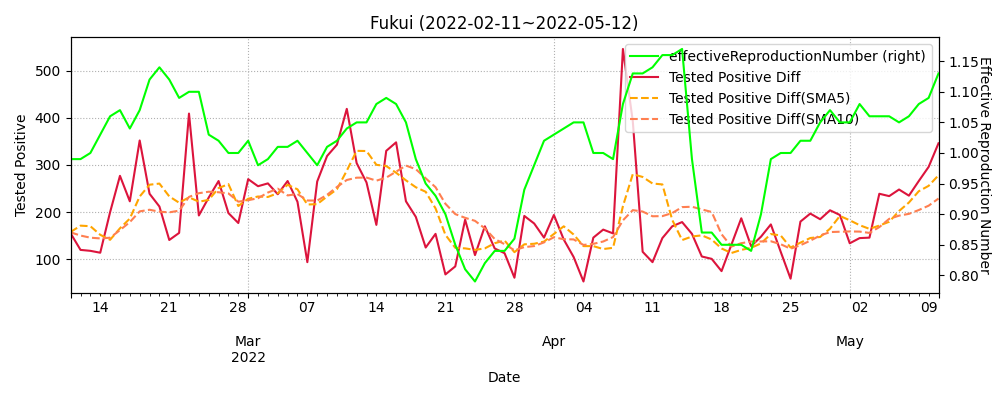 Fukui (2022-02-11~2022-05-12)
effectiveReproductionNumber (right)
Tested Positive Diff
Tested Positive Diff(SMA5)
Tested Positive Diff(SMA10)
Tested Positive
500
400
300
200
100
Effective Reproduction Number
1.15
1.10
1.05
1.00
0.95
0.90
0.85
0.80
14 21 28 07 14 21 28 04 11 18 25 02 09
Mar Apr May
2022
Date